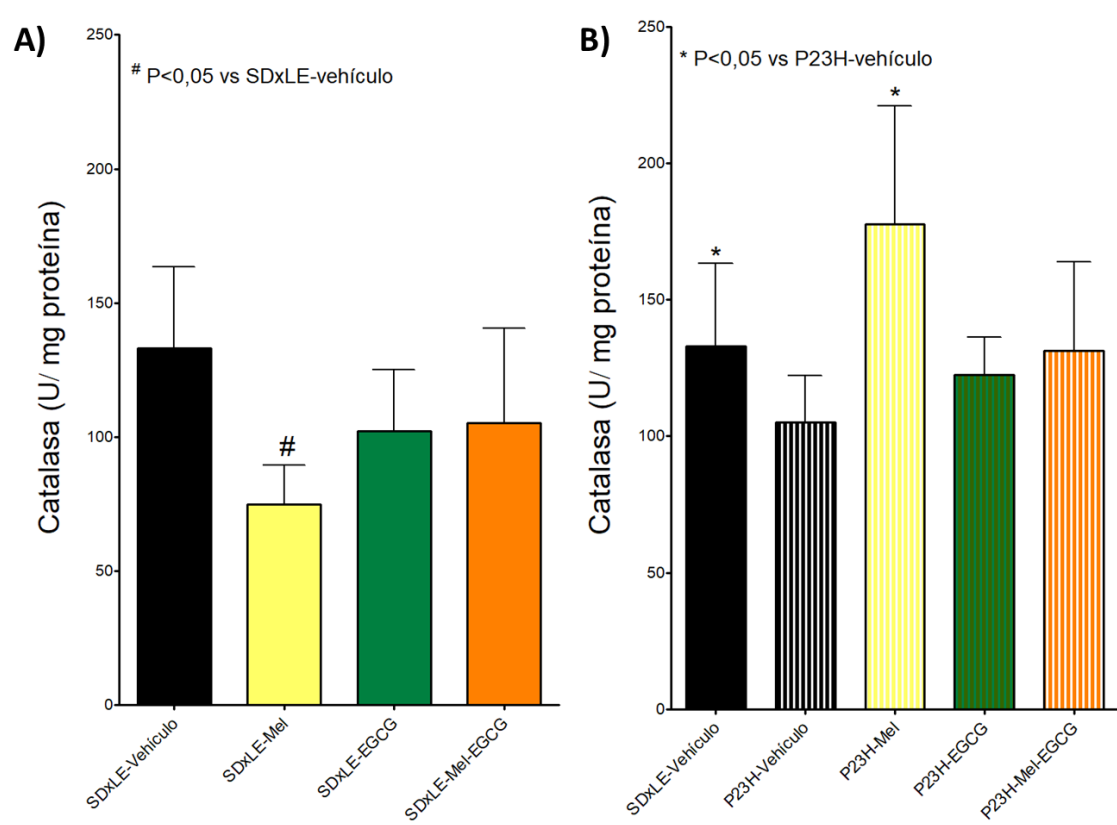 A)
# P<0,05 vs SDxLE-vehículo
Catalasa (U/ mg proteína)
250
200
150
100
50
0
#
SDxLE-Vehículo
SDxLE-Mel
SDxLE-EGCG
SDxLE-Mel-EGCG
B)
* P<0,05 vs P23H-vehículo
Catalasa (U/ mg proteína)
250
200
150
100
50
0
*
*
SDxLE-Vehículo
P23H-Vehículo
P23H-Mel
P23H-EGCG
P23H-Mel-EGCG